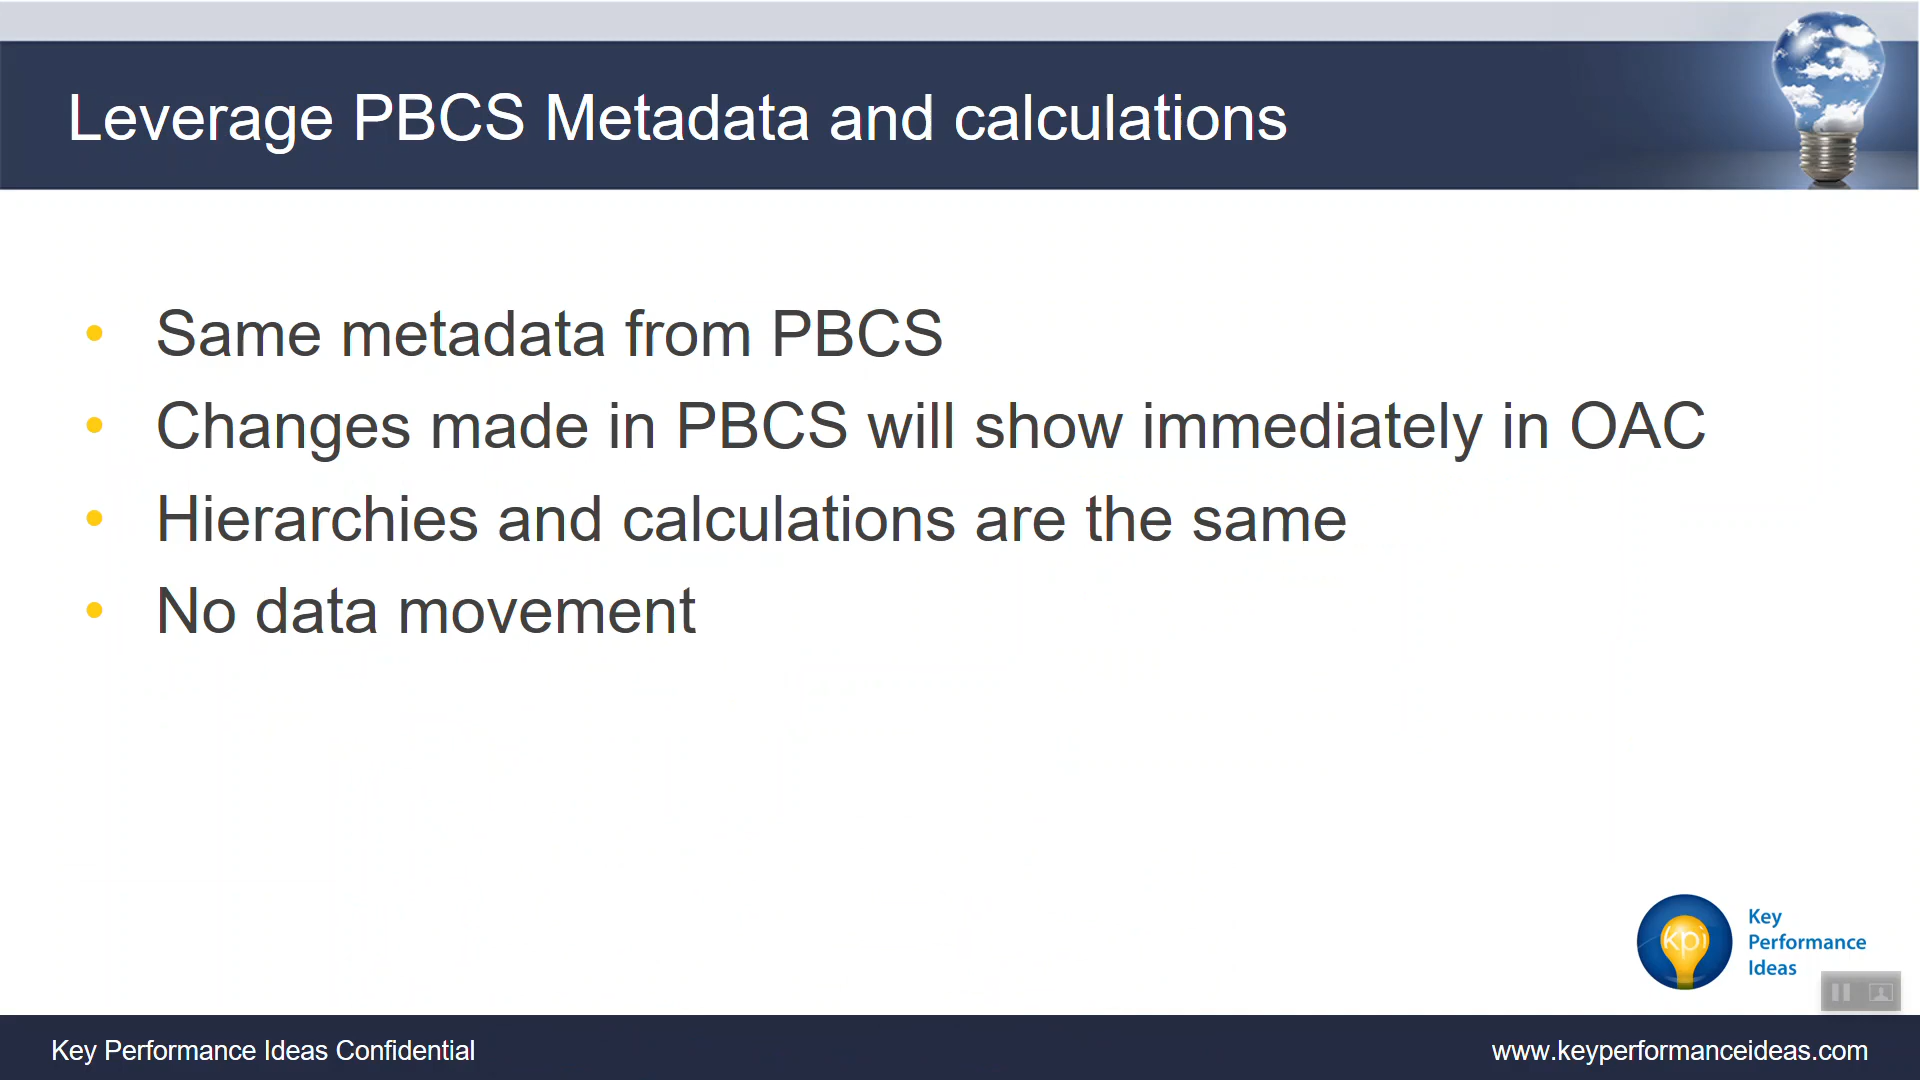 Leverage PBCS Metadata and calculations
• Same metadata from PBCS
• Changes made in PBCS will show immediately in OAC
• Hierarchies and calculations are the same
• No data movement
kpi
Key
Performance
Ideas
Key Performance Ideas Confidential
www.keyperformanceideas.com